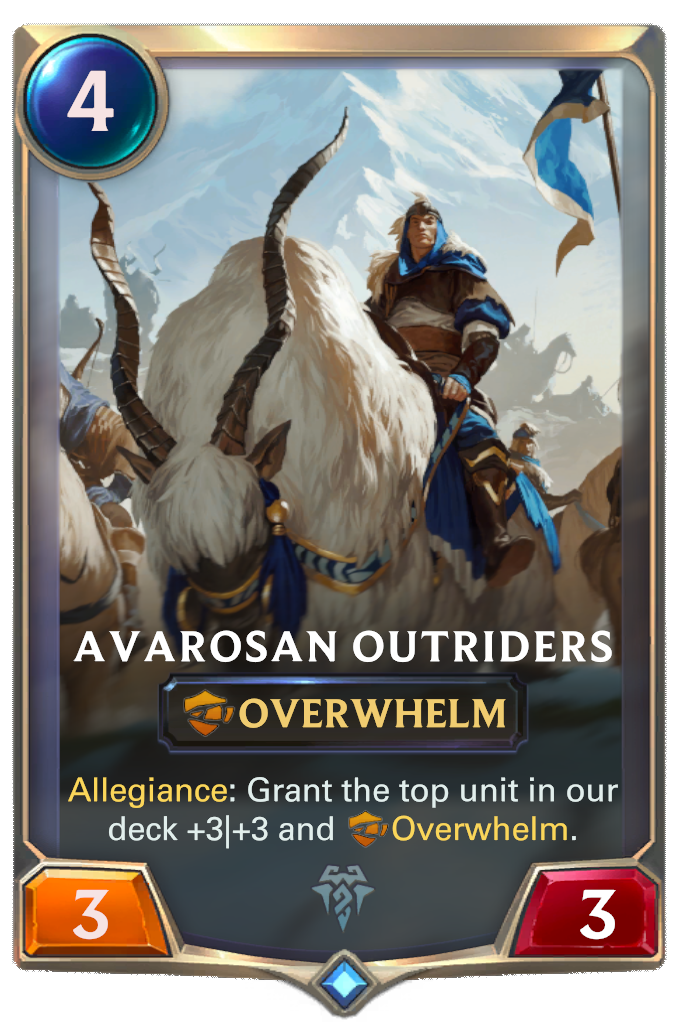 4
AVAROSAN OUTRIDERS
OVERWHELM
Allegiance: Grant the top unit in our
deck +3|+3 and Overwhelm.
3
3